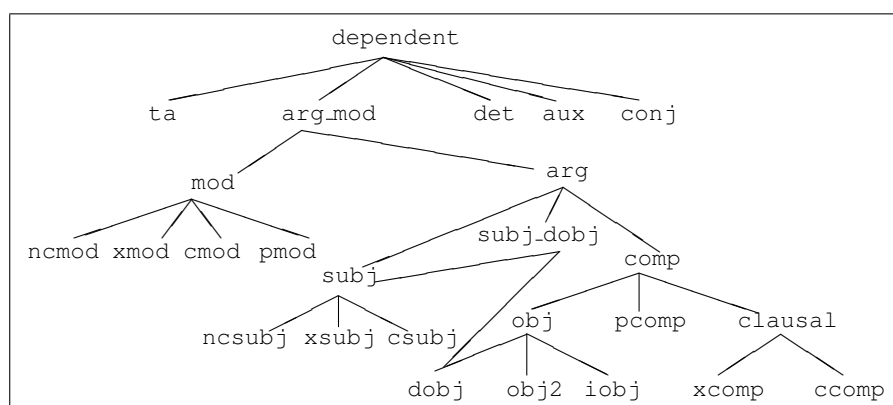 dependent
ta arg_mod det aux conj
mod arg
ncmod xmod cmod pmod subj_dobj
subj comp
ncsubj xsubj csubj obj pcomp clausal
dobj obj2 iobj xcomp ccomp